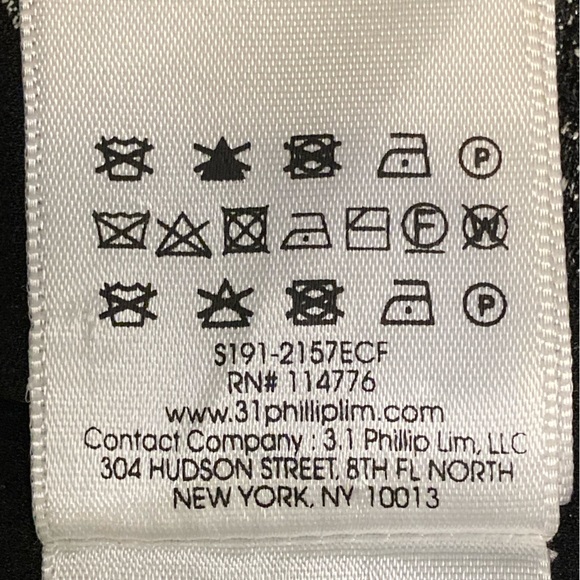 P
F W
P
S191-2157ECF
RN# 114776
www.31philliplim.com
Contact Company : 3.1 Phillip Lim, LLC
304 HUDSON STREET, 8TH FL NORTH
NEW YORK, NY 10013